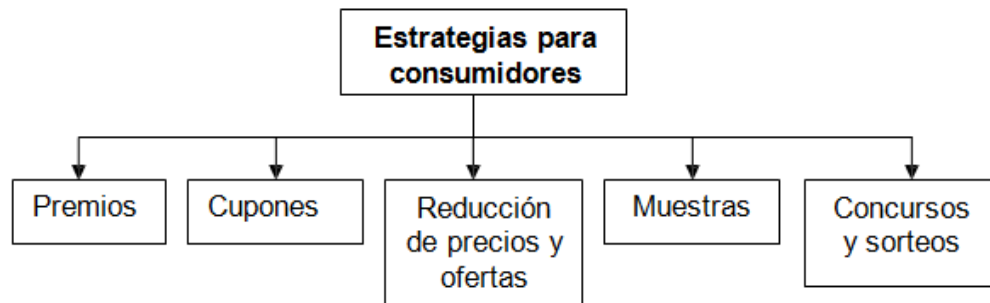 Estrategias para
consumidores
Premios
Cupones
Reducción
de precios y
ofertas
Muestras
Concursos
y sorteos